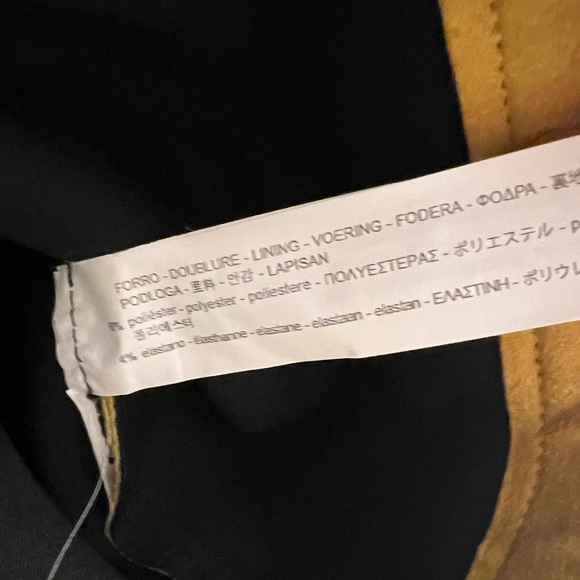 FORRO - DOUBLURE - LINING - VOERING - FODERA - ΦΟΔΡΑ - 裏地
PODLOGA - 里料 - 안감 - LAPISAN
% poliéster - polyester - poliestere - ΠΟΛΥΕΣΤΕΡΑΣ - ポリエステル - p
폴리에스터
4% elastano - élasthanne - elastane - elastaan - elastan - ΕΛΑΣΤΙΝΗ - ポリウレ